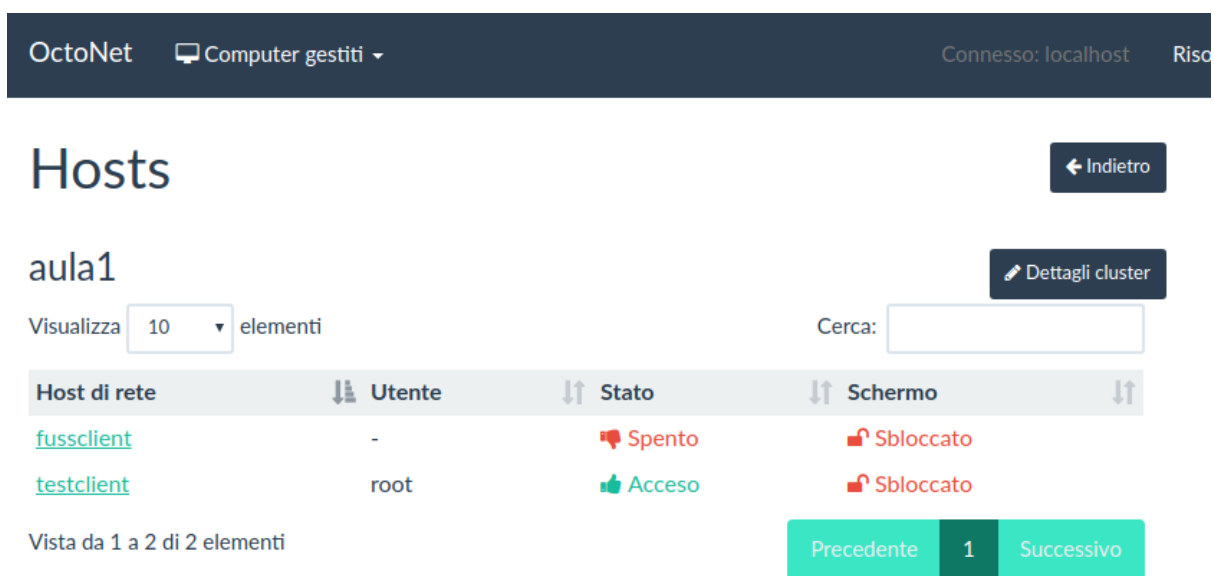 OctoNet Computer gestiti Connesso: localhost Riso
Hosts Indietro
aula1 Dettagli cluster
Visualizza 10 elementi Cerca:
Host di rete Utente Stato Schermo
fussclient - Spento Sbloccato
testclient root Acceso Sbloccato
Vista da 1 a 2 di 2 elementi Precedente 1 Successivo